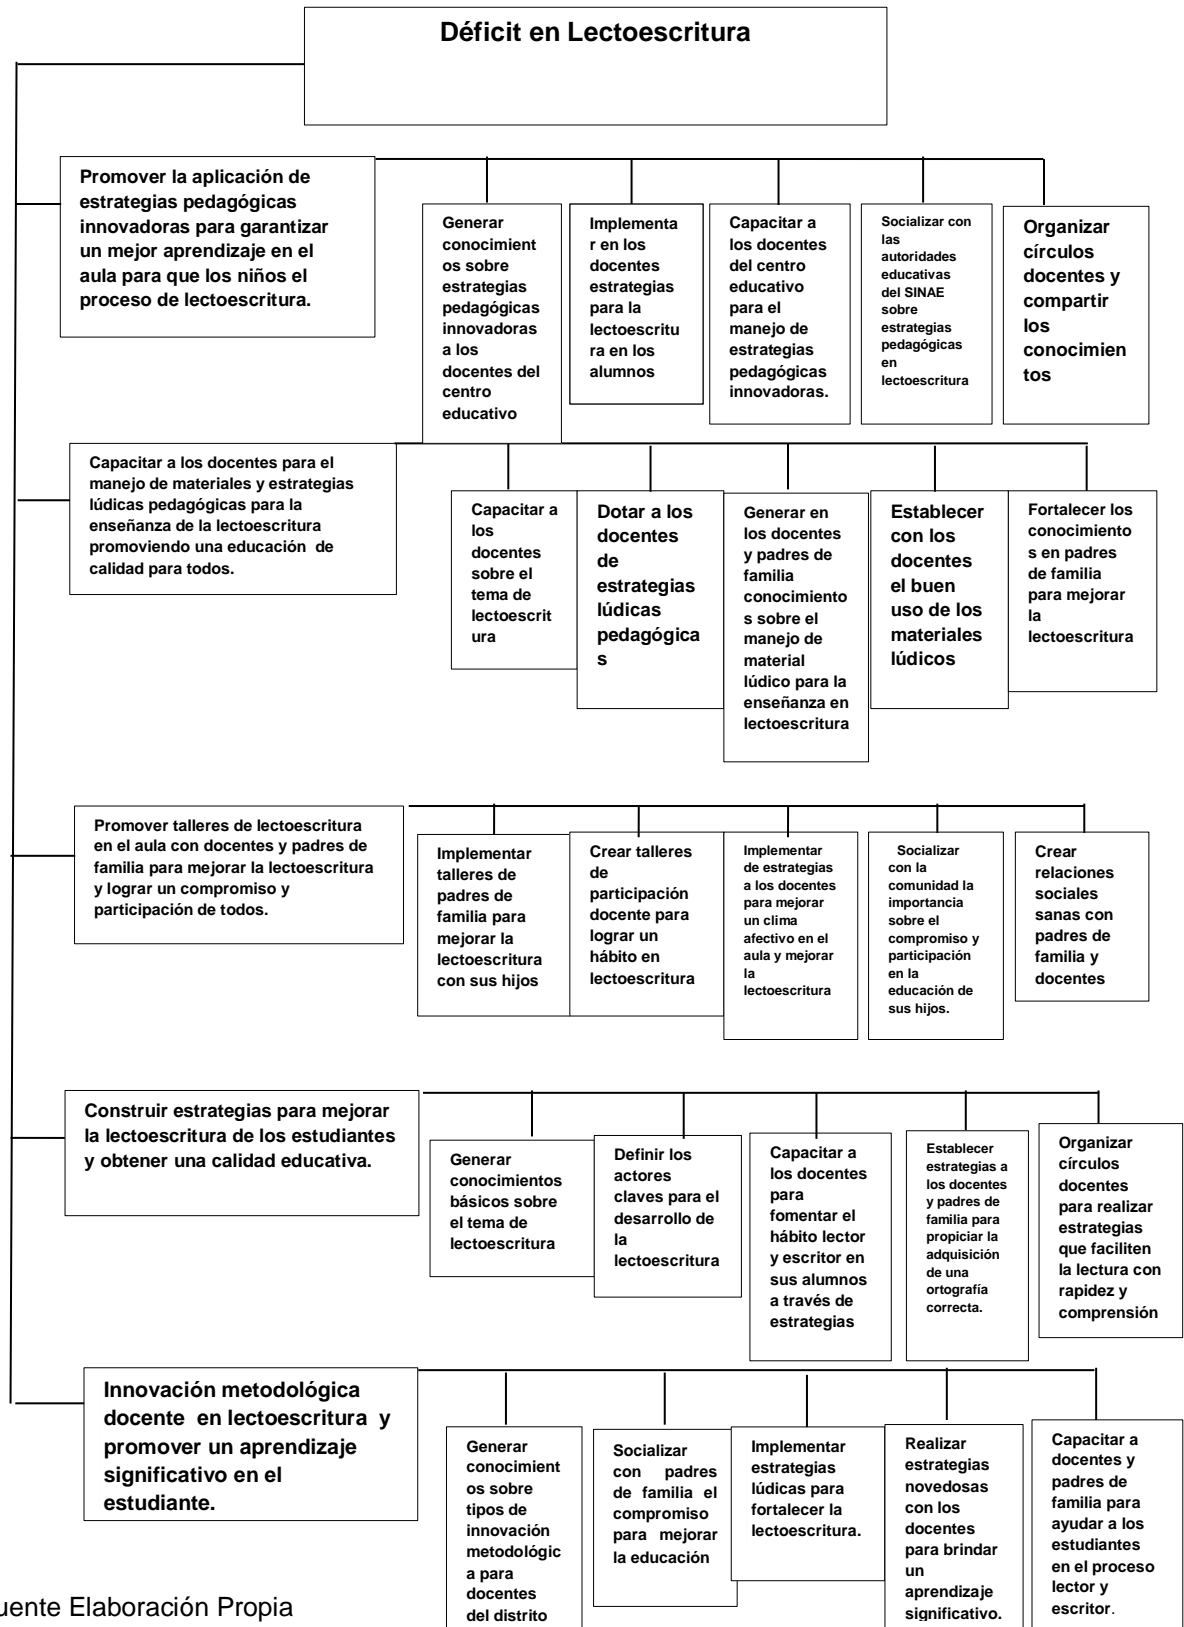 Déficit en Lectoescritura
Promover la aplicación de
estrategias pedagógicas
innovadoras para garantizar
un mejor aprendizaje en el
aula para que los niños el
proceso de lectoescritura.
Generar
conocimient
os sobre
estrategias
pedagógicas
innovadoras
a los
docentes del
centro
educativo
Implementa
r en los
docentes
estrategias
para la
lectoescritu
ra en los
alumnos
Capacitar a
los docentes
del centro
educativo
para el
manejo de
estrategias
pedagógicas
innovadoras.
Socializar con
las
autoridades
educativas
del SINAE
sobre
estrategias
pedagógicas
en
lectoescritura
Organizar
círculos
docentes y
compartir
los
conocimien
tos
Capacitar a los docentes para el
manejo de materiales y estrategias
lúdicas pedagógicas para la
enseñanza de la lectoescritura
promoviendo una educación de
calidad para todos.
Capacitar a
los
docentes
sobre el
tema de
lectoescrit
ura
Dotar a los
docentes
de
estrategias
lúdicas
pedagógica
s
Generar en
los docentes
y padres de
familia
conocimiento
s sobre el
manejo de
material
lúdico para la
enseñanza en
lectoescritura
Establecer
con los
docentes
el buen
uso de los
materiales
lúdicos
Fortalecer los
conocimiento
s en padres
de familia
para mejorar
la
lectoescritura
Promover talleres de lectoescritura
en el aula con docentes y padres de
familia para mejorar la lectoescritura
y lograr un compromiso y
participación de todos.
Implementar
talleres de
padres de
familia para
mejorar la
lectoescritura
con sus hijos
Crear talleres
de
participación
docente para
lograr un
hábito en
lectoescritura
Implementar
de estrategias
a los docentes
para mejorar
un clima
afectivo en el
aula y mejorar
la
lectoescritura
Socializar
con la
comunidad la
importancia
sobre el
compromiso y
participación
en la
educación de
sus hijos.
Crear
relaciones
sociales
sanas con
padres de
familia y
docentes
Construir estrategias para mejorar
la lectoescritura de los estudiantes
y obtener una calidad educativa.
Generar
conocimientos
básicos sobre
el tema de
lectoescritura
Definir los
actores
claves para el
desarrollo de
la
lectoescritura
Capacitar a
los docentes
para
fomentar el
hábito lector
y escritor en
sus alumnos
a través de
estrategias
Establecer
estrategias a
los docentes
y padres de
familia para
propiciar la
adquisición
de una
ortografía
correcta.
Organizar
círculos
docentes
para realizar
estrategias
que faciliten
la lectura con
rapidez y
comprensión
Innovación metodológica
docente en lectoescritura y
promover un aprendizaje
significativo en el
estudiante.
Generar
conocimient
os sobre
tipos de
innovación
metodológic
a para
docentes
del distrito
Socializar
con padres
de familia el
compromiso
para mejorar
la educación
Implementar
estrategias
lúdicas para
fortalecer la
lectoescritura.
Realizar
estrategias
novedosas
con los
docentes
para brindar
un
aprendizaje
significativo.
Capacitar a
docentes y
padres de
familia para
ayudar a los
estudiantes
en el proceso
lector y
escritor.
uente Elaboración Propia